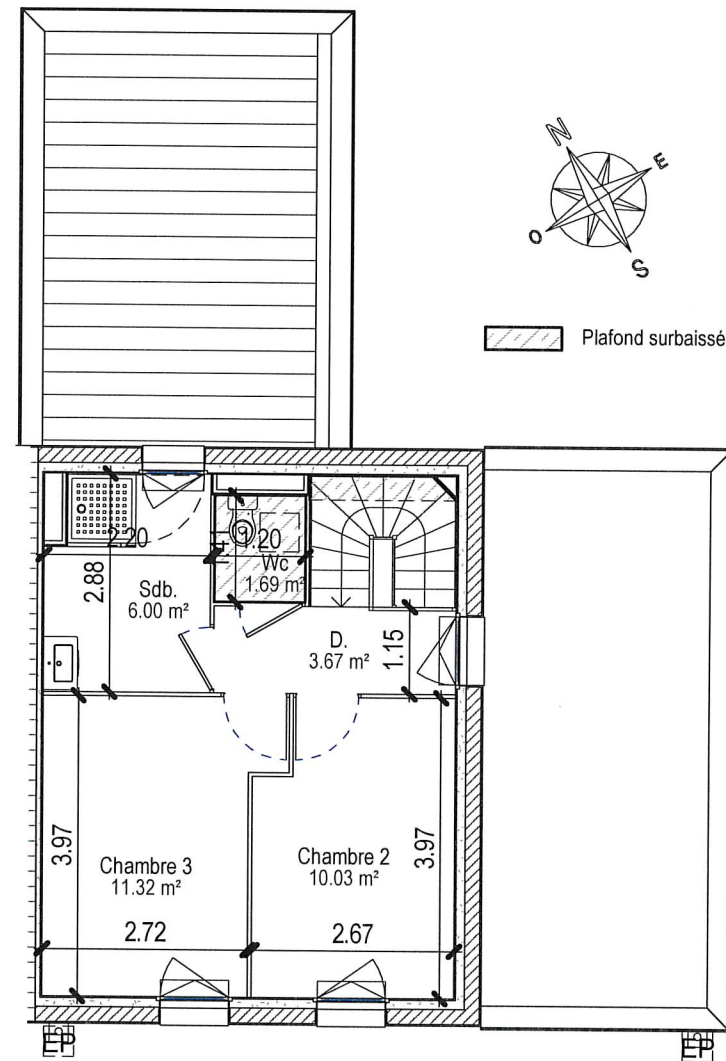 N
E
O
S
Plafond surbaissé
2.20
1.20
Wc
1.69 m²
2.88
Sdb.
6.00 m²
D.
3.67 m²
1.15
3.97
Chambre 3
11.32 m²
Chambre 2
10.03 m²
3.97
2.72
2.67
EP
EP